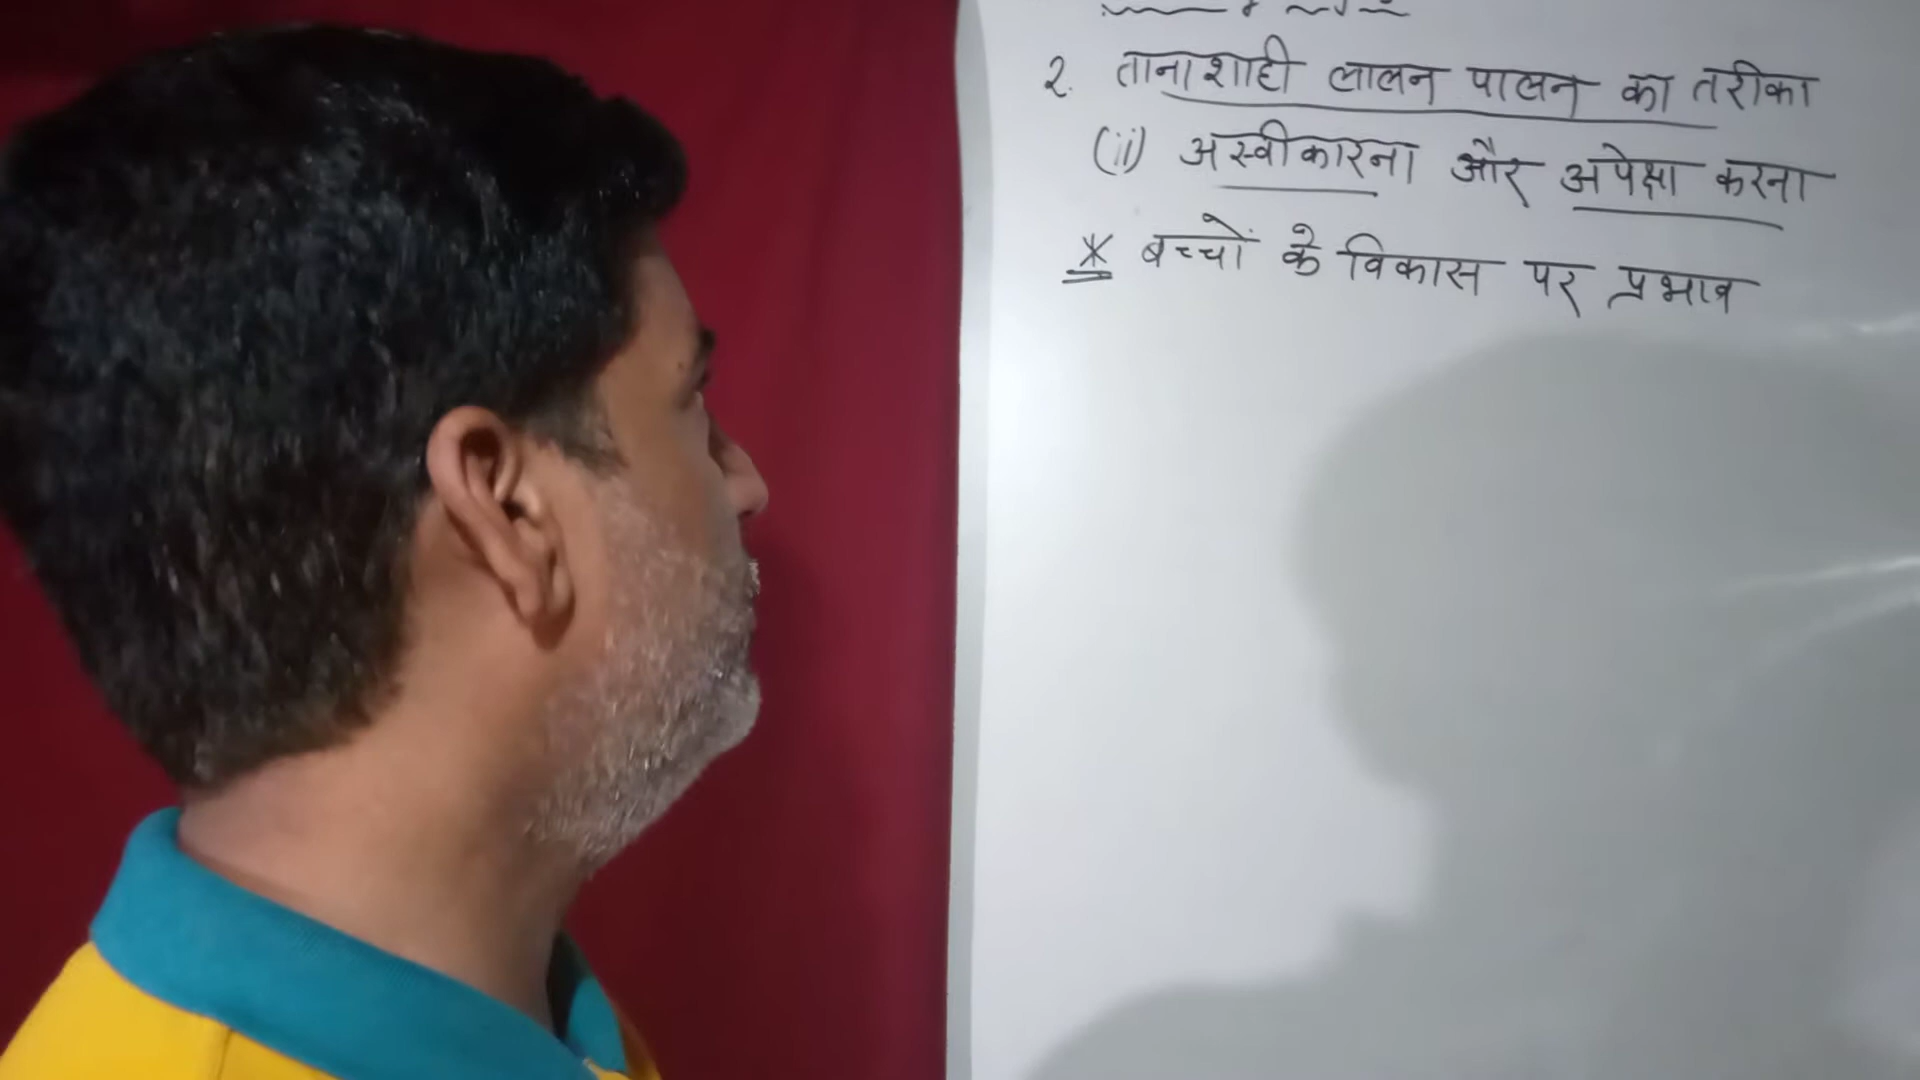 2. तानाशाही लालन पालन का तरीका
(ii) अस्वीकारना और अपेक्षा करना
* बच्चों के विकास पर प्रभाव